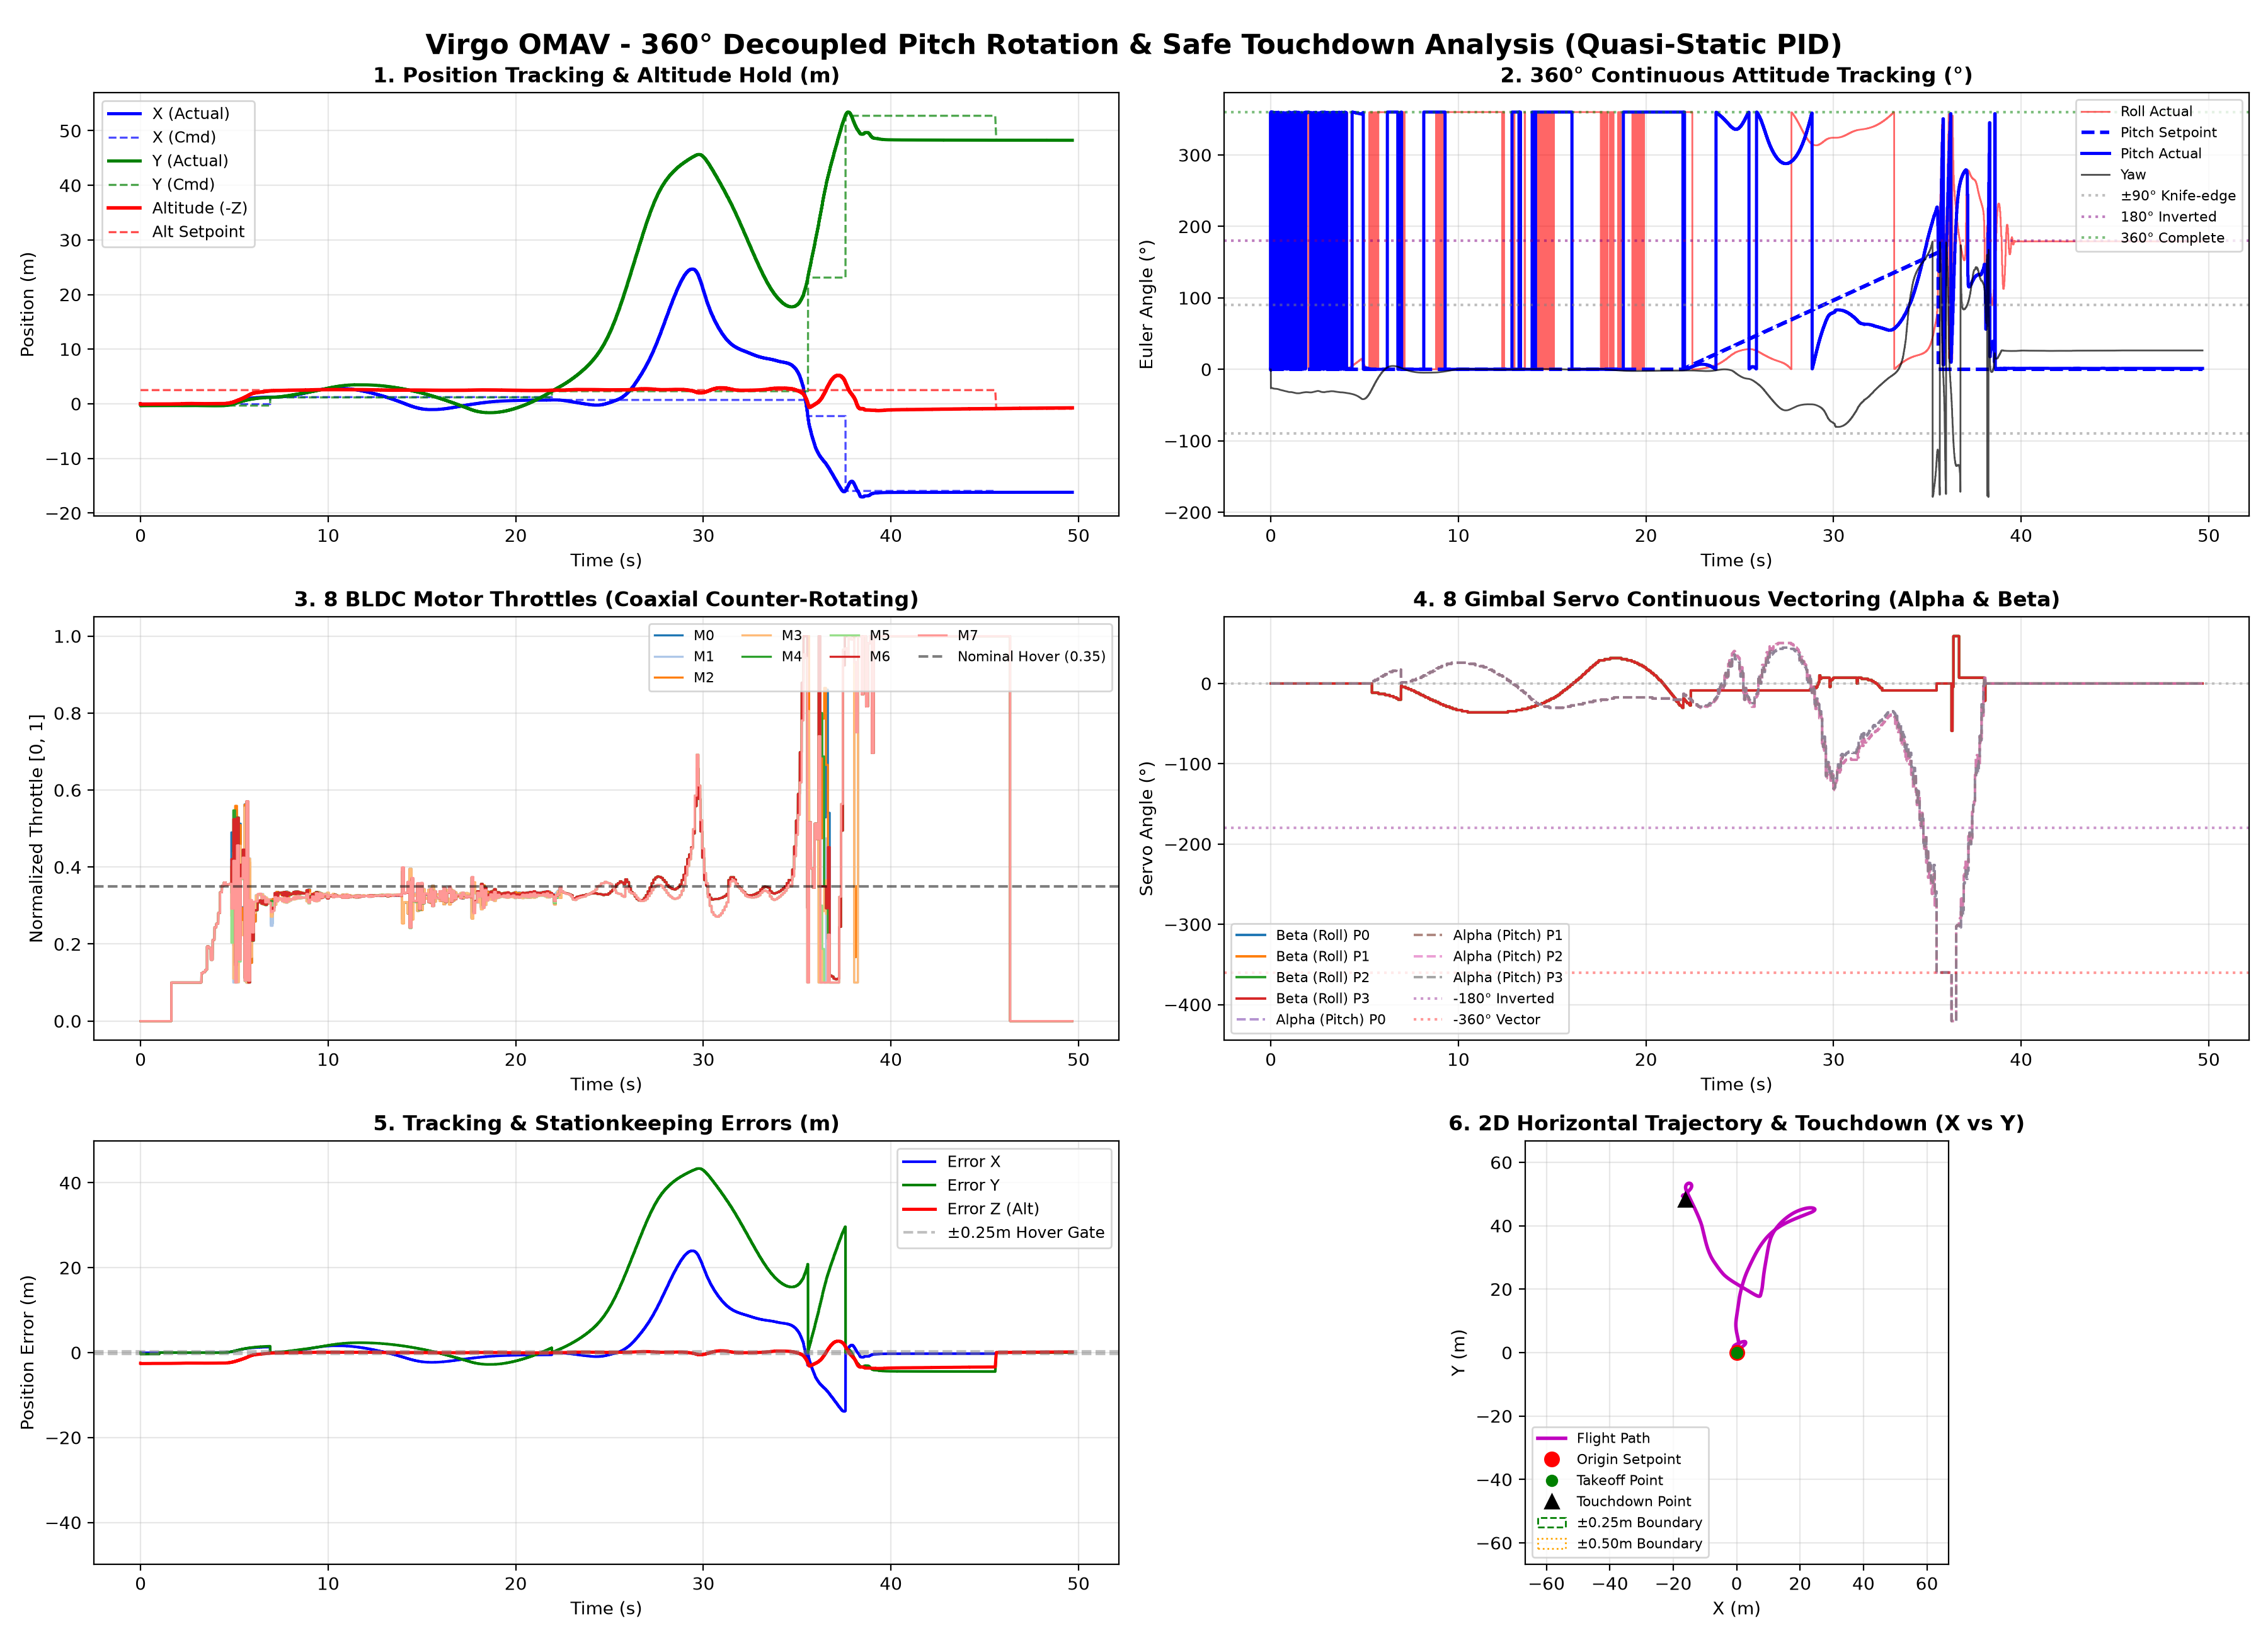 Virgo OMAV - 360° Decoupled Pitch Rotation & Safe Touchdown Analysis (Quasi-Static PID)
1. Position Tracking & Altitude Hold (m)
X (Actual)
X (Cmd)
Y (Actual)
Y (Cmd)
Altitude (-Z)
Alt Setpoint
50
40
30
20
10
0
−10
−20
Position (m)
0 10 20 30 40 50
Time (s)
2. 360° Continuous Attitude Tracking (°)
Roll Actual
Pitch Setpoint
Pitch Actual
Yaw
±90° Knife-edge
180° Inverted
360° Complete
300
200
100
0
−100
−200
Euler Angle (°)
0 10 20 30 40 50
Time (s)
3. 8 BLDC Motor Throttles (Coaxial Counter-Rotating)
M0 M3 M5 M7
M1 M4 M6 Nominal Hover (0.35)
M2
1.0
0.8
0.6
0.4
0.2
0.0
Normalized Throttle [0, 1]
0 10 20 30 40 50
Time (s)
4. 8 Gimbal Servo Continuous Vectoring (Alpha & Beta)
0
−100
−200
−300
−400
Servo Angle (°)
Beta (Roll) P0 Alpha (Pitch) P1
Beta (Roll) P1 Alpha (Pitch) P2
Beta (Roll) P2 Alpha (Pitch) P3
Beta (Roll) P3 -180° Inverted
Alpha (Pitch) P0 -360° Vector
0 10 20 30 40 50
Time (s)
5. Tracking & Stationkeeping Errors (m)
Error X
Error Y
Error Z (Alt)
±0.25m Hover Gate
40
20
0
−20
−40
Position Error (m)
0 10 20 30 40 50
Time (s)
6. 2D Horizontal Trajectory & Touchdown (X vs Y)
60
40
20
0
−20
−40
−60
Y (m)
Flight Path
Origin Setpoint
Takeoff Point
Touchdown Point
±0.25m Boundary
±0.50m Boundary
−60 −40 −20 0 20 40 60
X (m)